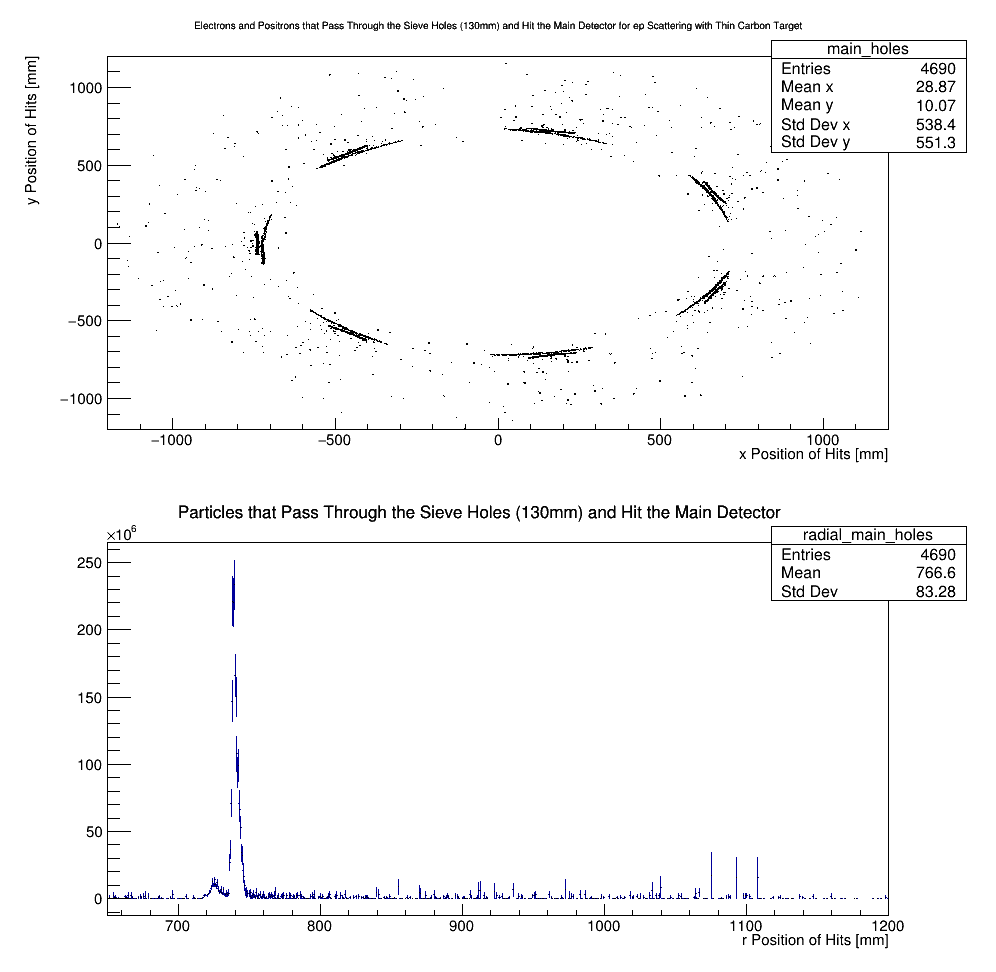 Electrons and Positrons that Pass Through the Sieve Holes (130mm) and Hit the Main Detector for ep Scattering with Thin Carbon Target
main_holes
Entries 4690
Mean x 28.87
Mean y 10.07
Std Dev x 538.4
Std Dev y 551.3
y Position of Hits [mm]
1000
500
0
−500
−1000
−1000 −500 0 500 1000
x Position of Hits [mm]
Particles that Pass Through the Sieve Holes (130mm) and Hit the Main Detector
×10^6
radial_main_holes
Entries 4690
Mean 766.6
Std Dev 83.28
250
200
150
100
50
0
700 800 900 1000 1100 1200
r Position of Hits [mm]